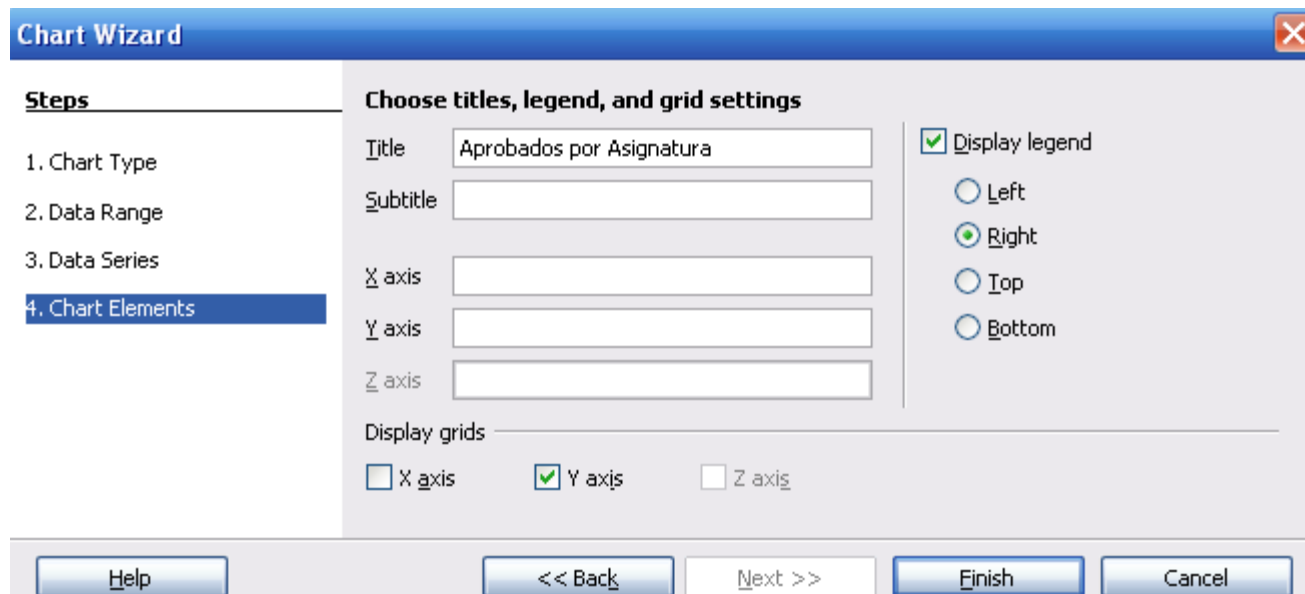 Chart Wizard
Steps
1. Chart Type
2. Data Range
3. Data Series
4. Chart Elements
Choose titles, legend, and grid settings
Title Aprobados por Asignatura
Subtitle
X axis
Y axis
Z axis
Display legend
Left
Right
Top
Bottom
Display grids
X axis Y axis Z axis
Help << Back Next >> Finish Cancel